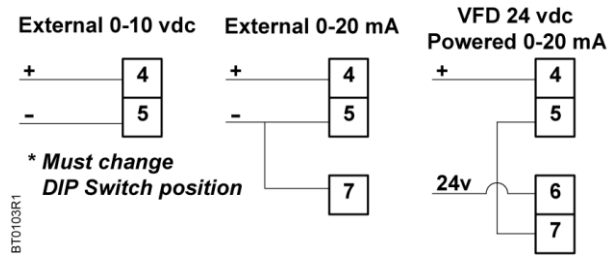 External 0-10 vdc
+
4
-
5
* Must change
DIP Switch position
BT0103R1
External 0-20 mA
+
4
-
5
7
VFD 24 vdc
Powered 0-20 mA
+
4
5
24v
6
7